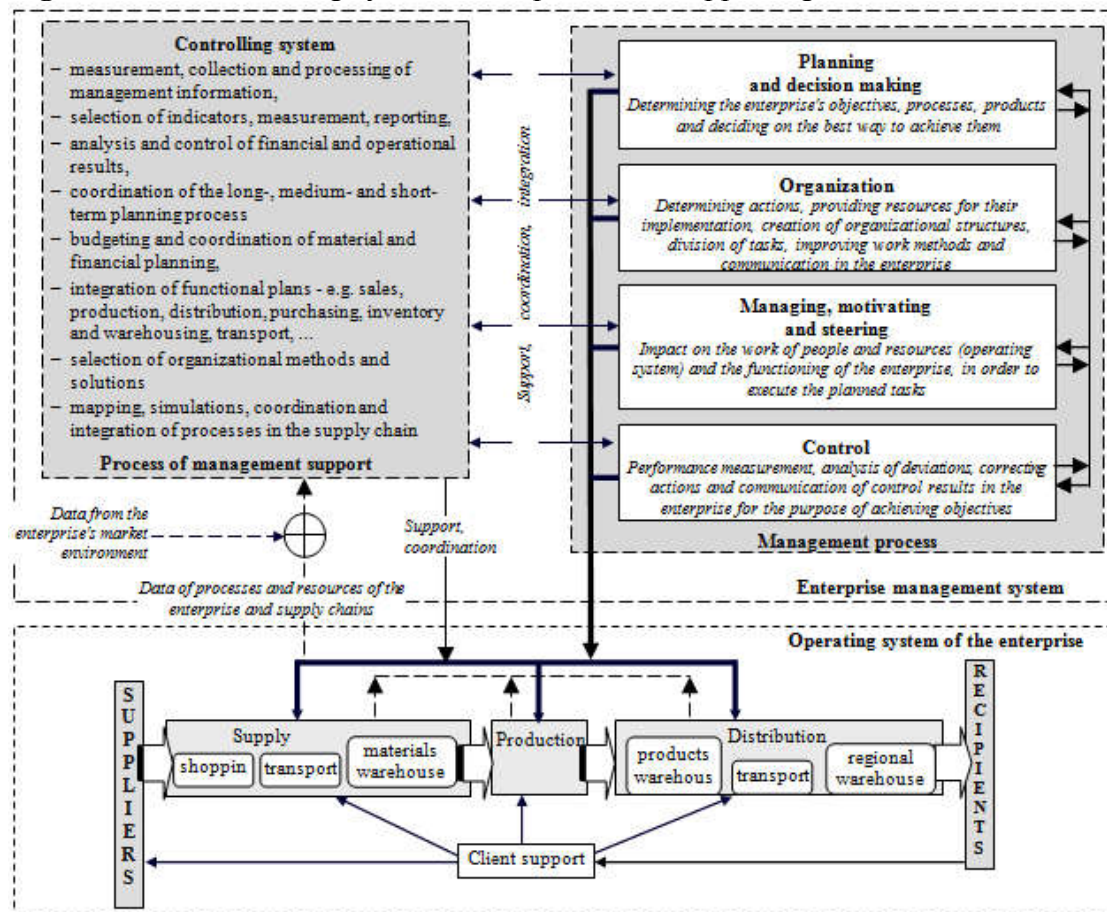 Controlling system
– measurement, collection and processing of
management information,
– selection of indicators, measurement, reporting,
– analysis and control of financial and operational
results,
– coordination of the long-, medium- and short-
term planning process
– budgeting and coordination of material and
financial planning,
– integration of functional plans - e.g. sales,
production, distribution, purchasing, inventory
and warehousing, transport, ...
– selection of organizational methods and
solutions
– mapping, simulations, coordination and
integration of processes in the supply chain
Process of management support
Support, coordination, integration
Planning
and decision making
Determining the enterprise's objectives, processes, products
and deciding on the best way to achieve them
Organization
Determining actions, providing resources for their
implementation, creation of organizational structures,
division of tasks, improving work methods and
communication in the enterprise
Managing, motivating
and steering
Impact on the work of people and resources (operating
system) and the functioning of the enterprise, in order to
execute the planned tasks
Control
Performance measurement, analysis of deviations, correcting
actions and communication of control results in the
enterprise for the purpose of achieving objectives
Management process
Data from the
enterprise's market
environment
Support,
coordination
Data of processes and resources of the
enterprise and supply chains
Enterprise management system
Operating system of the enterprise
SUPPLIERS
Supply
shoppin
transport
materials
warehouse
Production
Distribution
products
warehous
transport
regional
warehouse
RECIPIENTS
Client support